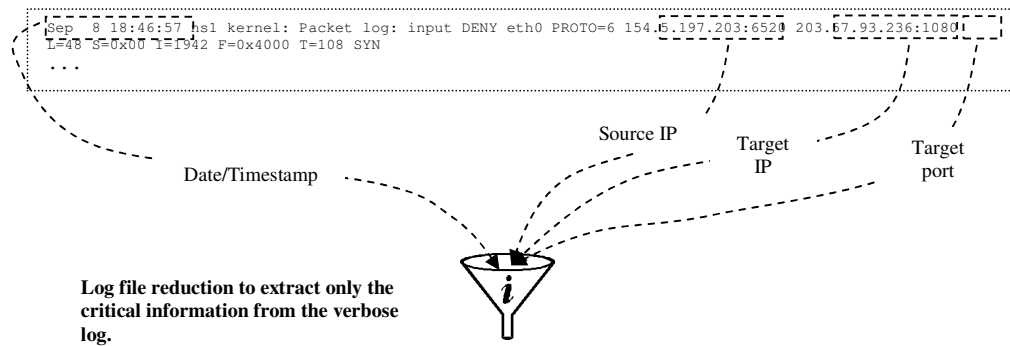 Sep 8 18:46:57 hs1 kernel: Packet log: input DENY eth0 PROTO=6 154.5.197.203:6520 203.67.93.236:1080
L=48 S=0x00 I=1942 F=0x4000 T=108 SYN
...
Source IP
Target
IP
Target
port
Date/Timestamp
i
Log file reduction to extract only the
critical information from the verbose
log.